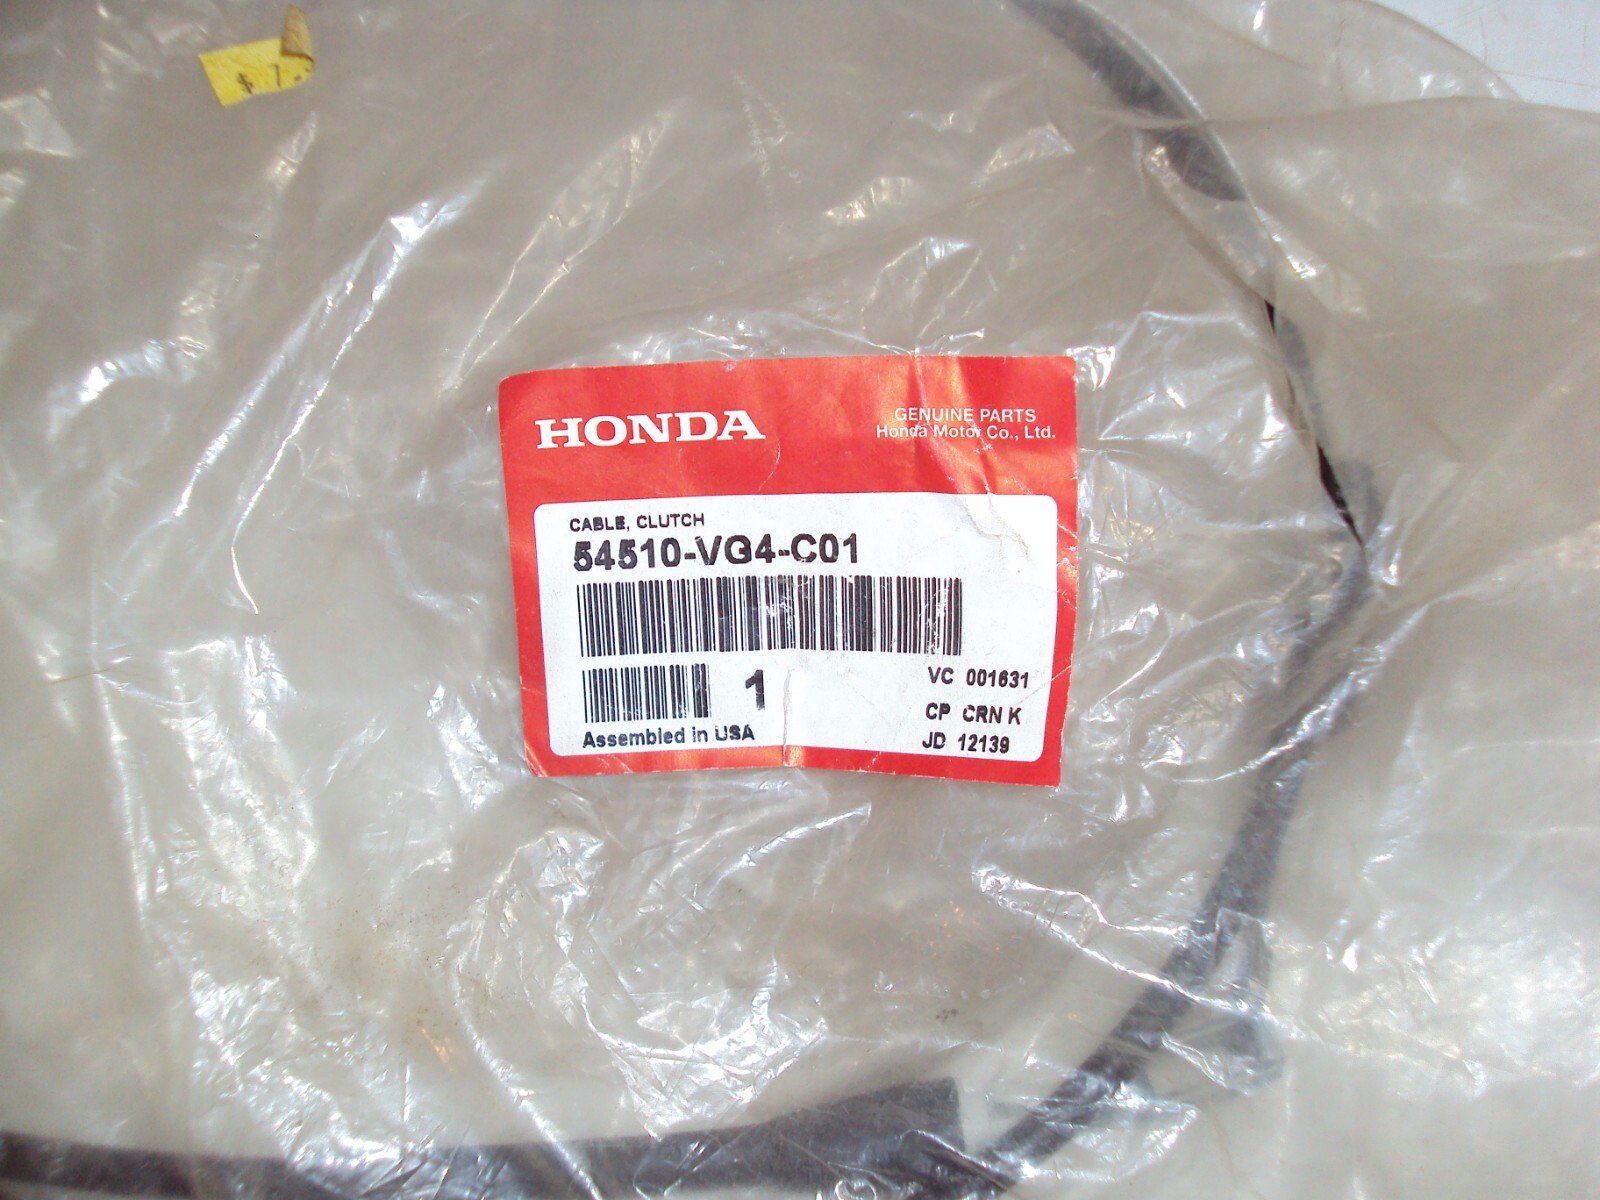 $ 7.
HONDA
GENUINE PARTS
Honda Motor Co., Ltd.
CABLE, CLUTCH
54510-VG4-C01
1
VC 001631
CP CRN K
Assembled in USA
JD 12139